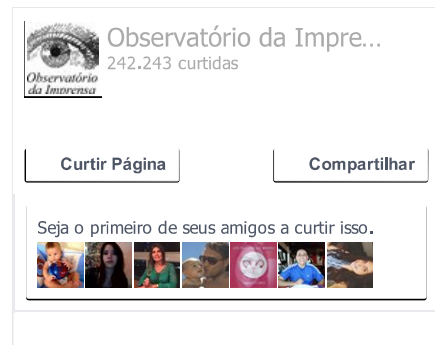 Observatório da Impre...
242.243 curtidas
Observatório
da Imprensa
Curtir Página
Compartilhar
Seja o primeiro de seus amigos a curtir isso.